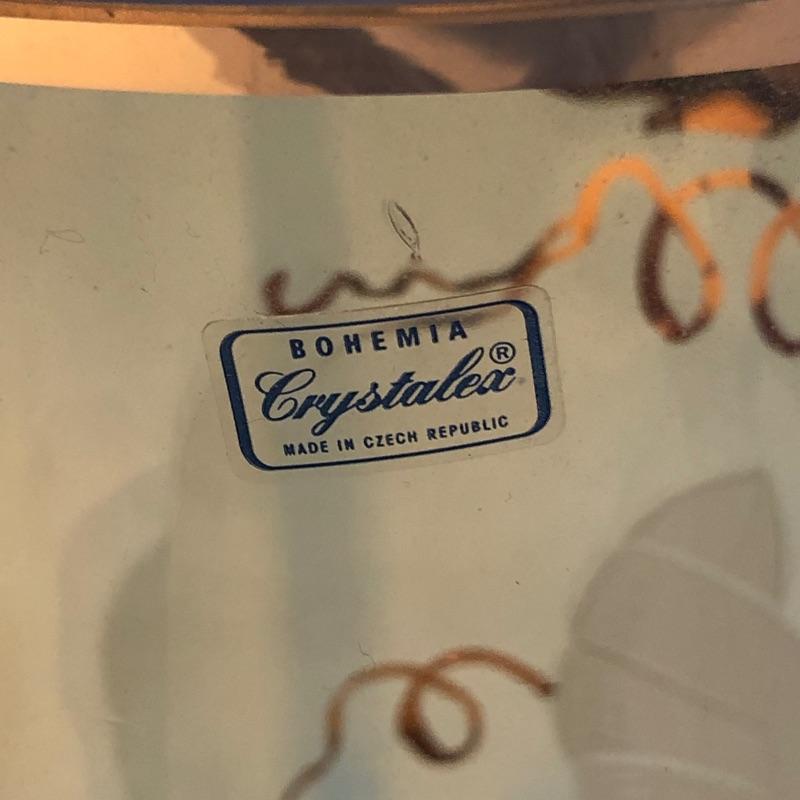 BOHEMIA
Crystalex®
MADE IN CZECH REPUBLIC